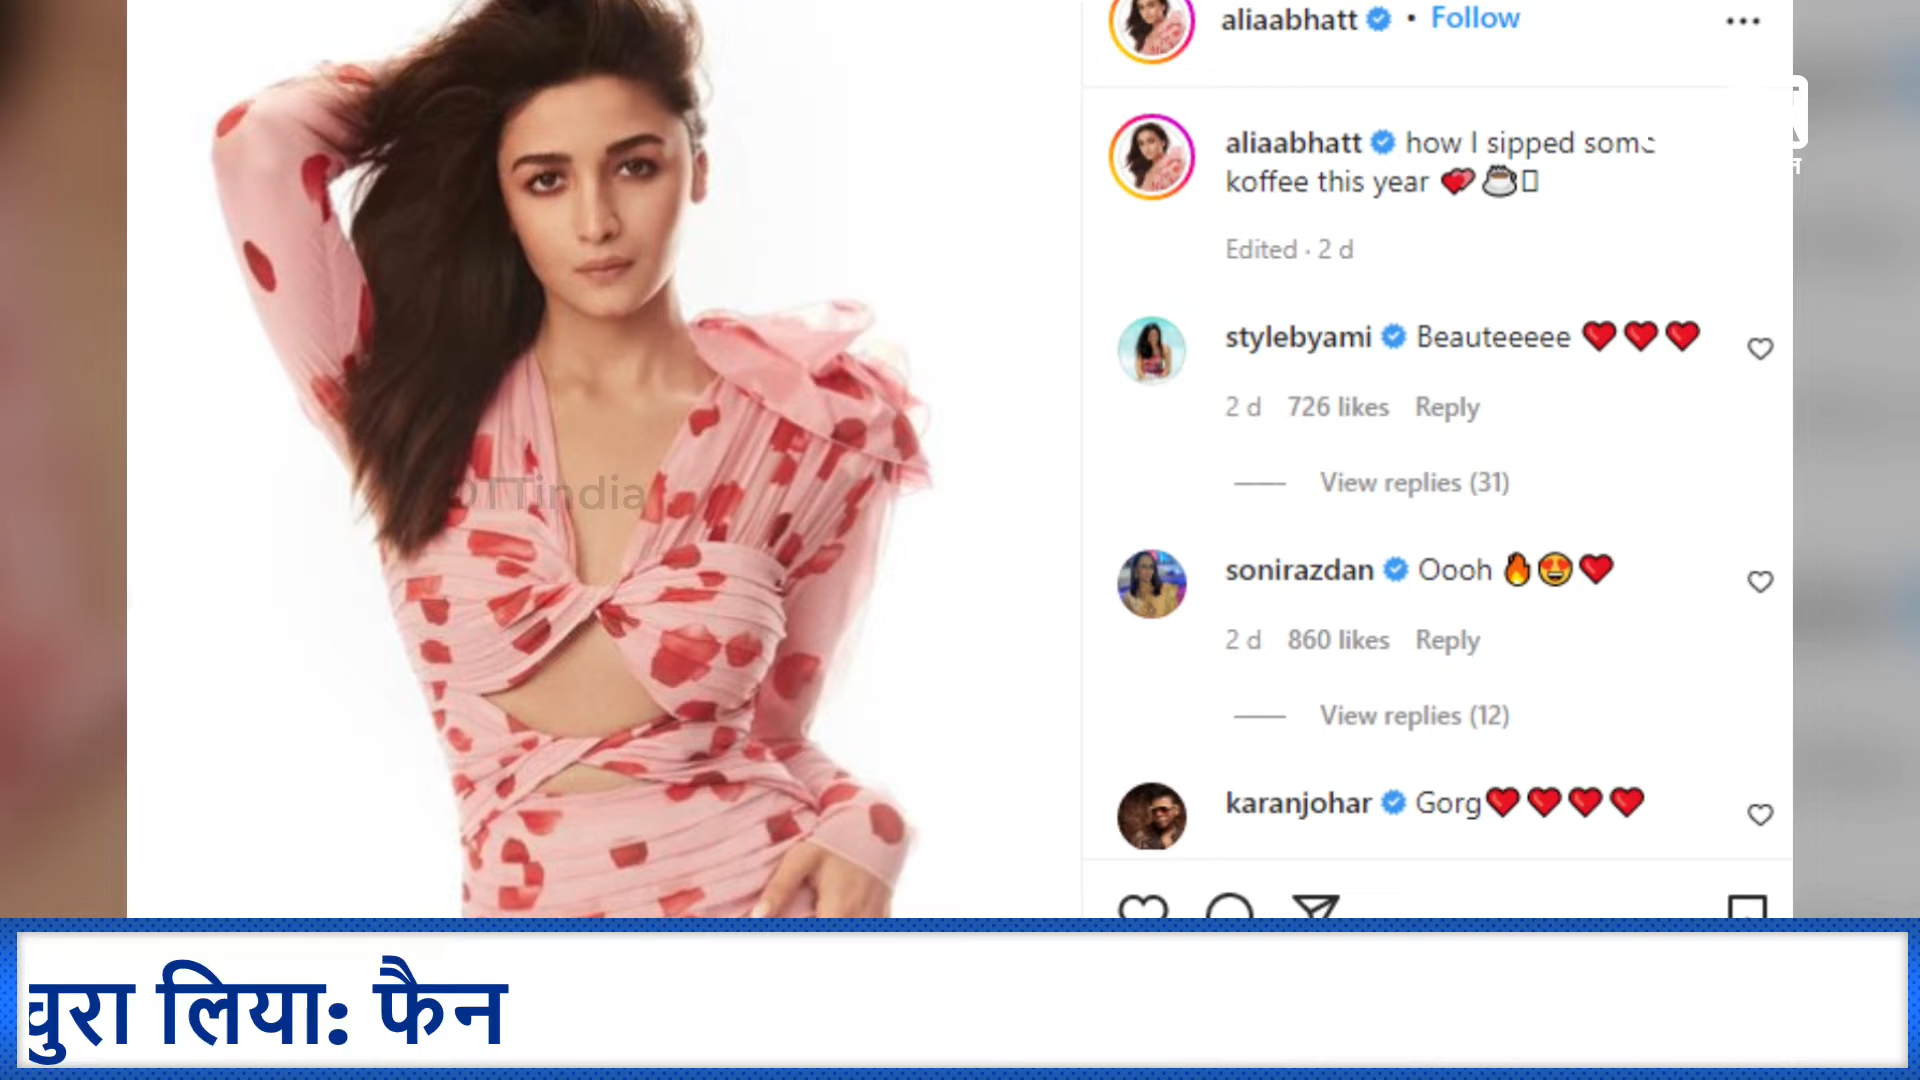 aliaabhatt • Follow
aliaabhatt how I sipped some
koffee this year
Edited · 2 d
stylebyami Beauteeeee
2 d 726 likes Reply
View replies (31)
sonirazdan Oooh
2 d 860 likes Reply
View replies (12)
karanjohar Gorg
OTTindia
लिया: फैन